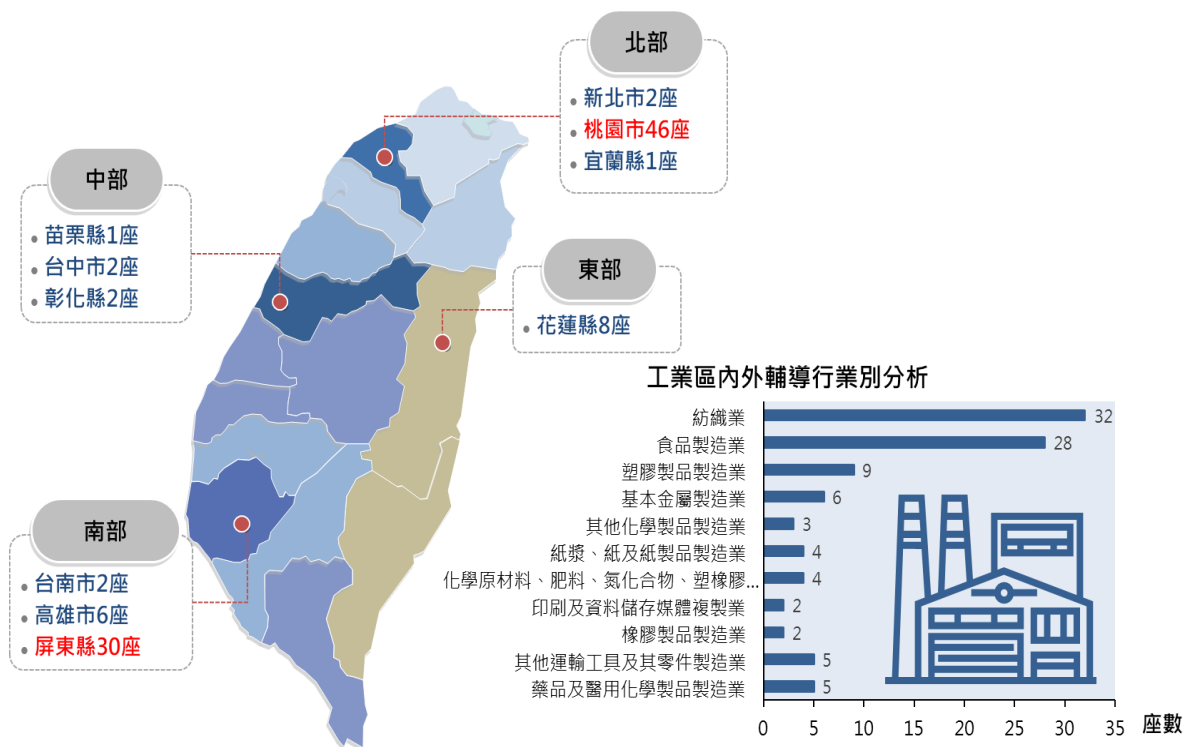 北部
新北市2座
桃園市46座
宜蘭縣1座
中部
苗栗縣1座
台中市2座
彰化縣2座
東部
花蓮縣8座
南部
台南市2座
高雄市6座
屏東縣30座
工業區內外輔導行業別分析
紡織業 32
食品製造業 28
塑膠製品製造業 9
基本金屬製造業 6
其他化學製品製造業 3
紙漿、紙及紙製品製造業 4
化學原材料、肥料、氮化合物、塑橡膠... 4
印刷及資料儲存媒體複製業 2
橡膠製品製造業 2
其他運輸工具及其零件製造業 5
藥品及醫用化學製品製造業 5
0 5 10 15 20 25 30 35 座數